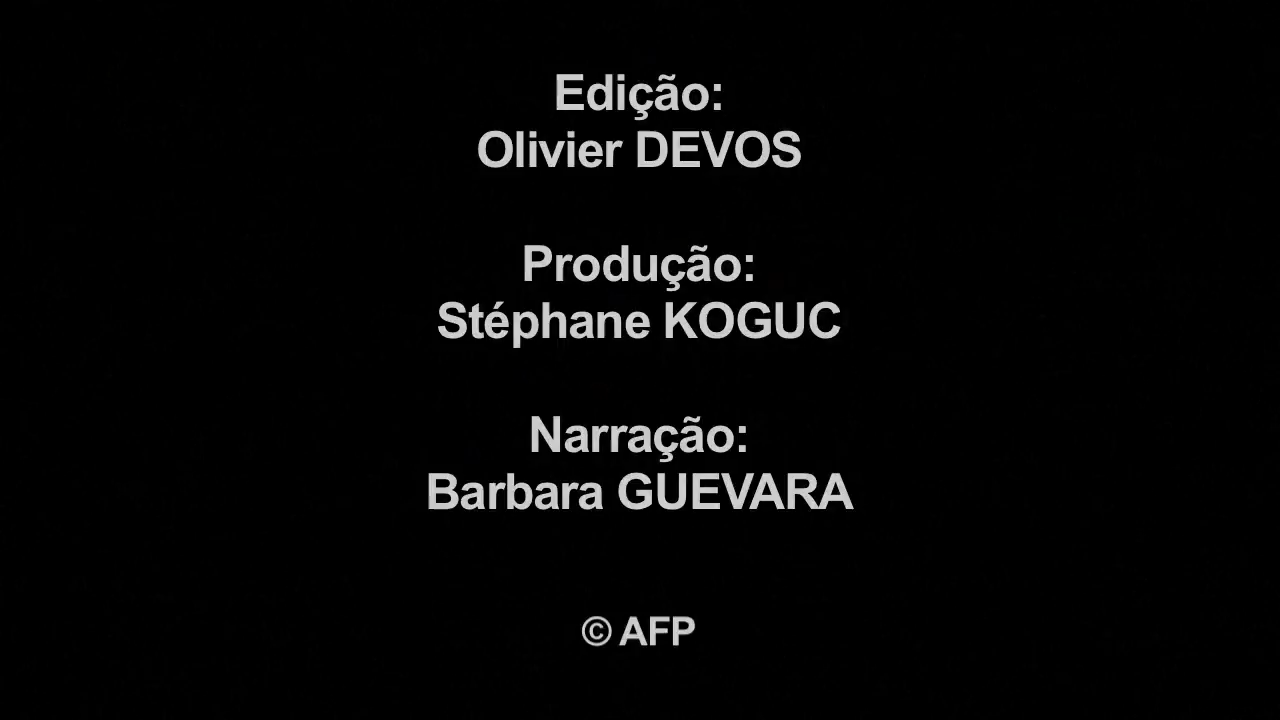 Edição:
Olivier DEVOS
Produção:
Stéphane KOGUC
Narração:
Barbara GUEVARA
© AFP